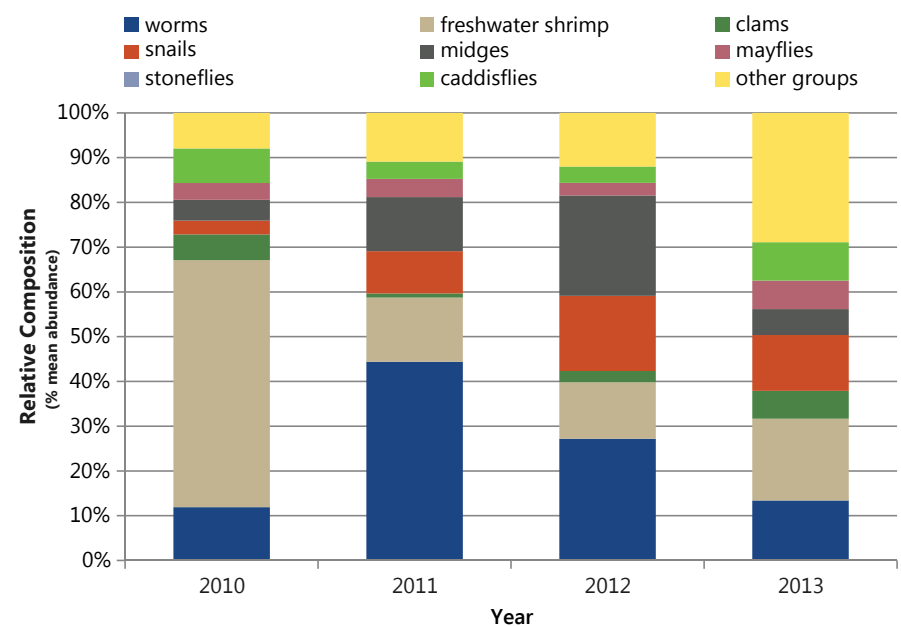 worms
freshwater shrimp
clams
snails
midges
mayflies
stoneflies
caddisflies
other groups
100%
90%
80%
70%
60%
50%
40%
30%
20%
10%
0%
Relative Composition
(% mean abundance)
2010
2011
2012
2013
Year